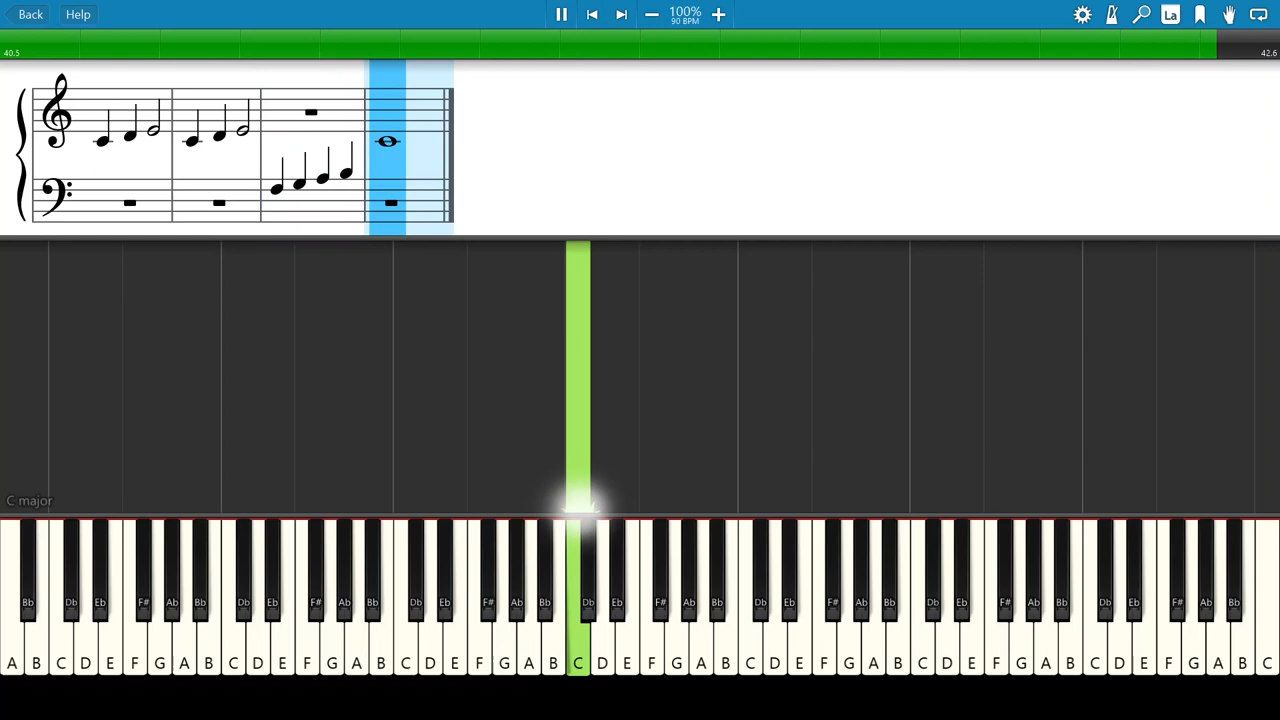 Back Help 100% La
90 BPM
40.5 42.6
C major
Bb Db Eb F# Ab Bb Db Eb F# Ab Bb Db Eb F# Ab Bb Db Eb F# Ab Bb Db Eb F# Ab Bb Db Eb F# Ab Bb Db Eb F# Ab Bb
A B C D E F G A B C D E F G A B C D E F G A B C D E F G A B C D E F G A B C D E F G A B C D E F G A B C